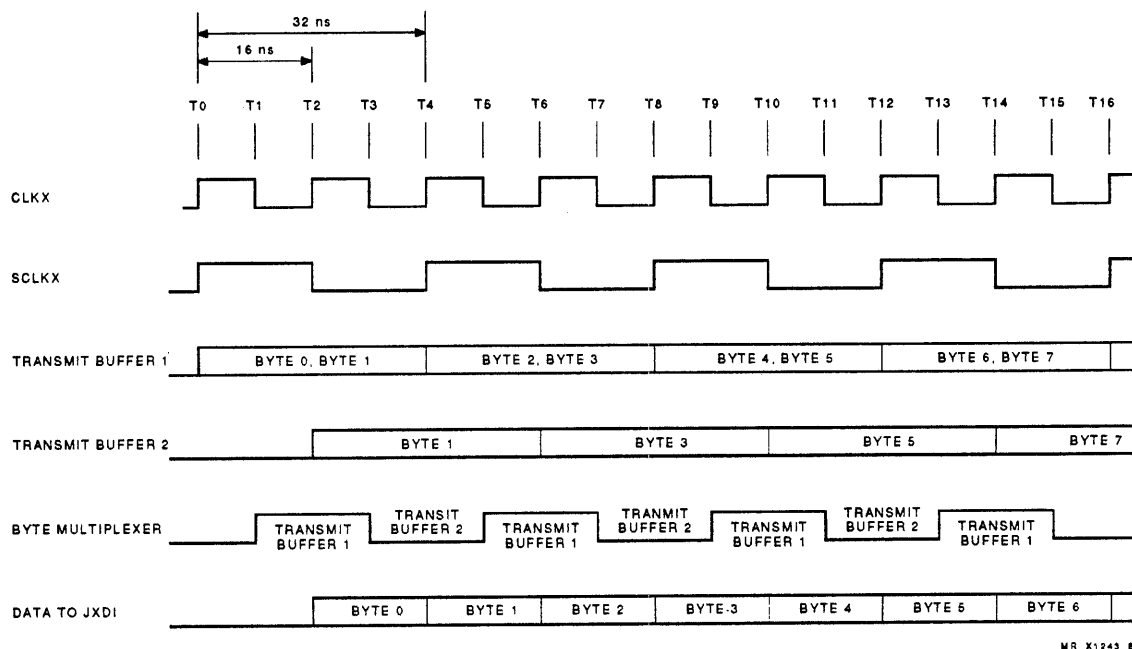 32 ns
16 ns
T0 T1 T2 T3 T4 T5 T6 T7 T8 T9 T10 T11 T12 T13 T14 T15 T16
CLKX
SCLKX
TRANSMIT BUFFER 1 BYTE 0, BYTE 1 BYTE 2, BYTE 3 BYTE 4, BYTE 5 BYTE 6, BYTE 7
TRANSMIT BUFFER 2 BYTE 1 BYTE 3 BYTE 5 BYTE 7
BYTE MULTIPLEXER
TRANSMIT BUFFER 1
TRANSIT BUFFER 2
TRANSMIT BUFFER 1
TRANMIT BUFFER 2
TRANSMIT BUFFER 1
TRANSMIT BUFFER 2
TRANSMIT BUFFER 1
DATA TO JXDI BYTE 0 BYTE 1 BYTE 2 BYTE-3 BYTE 4 BYTE 5 BYTE 6
MR X1243